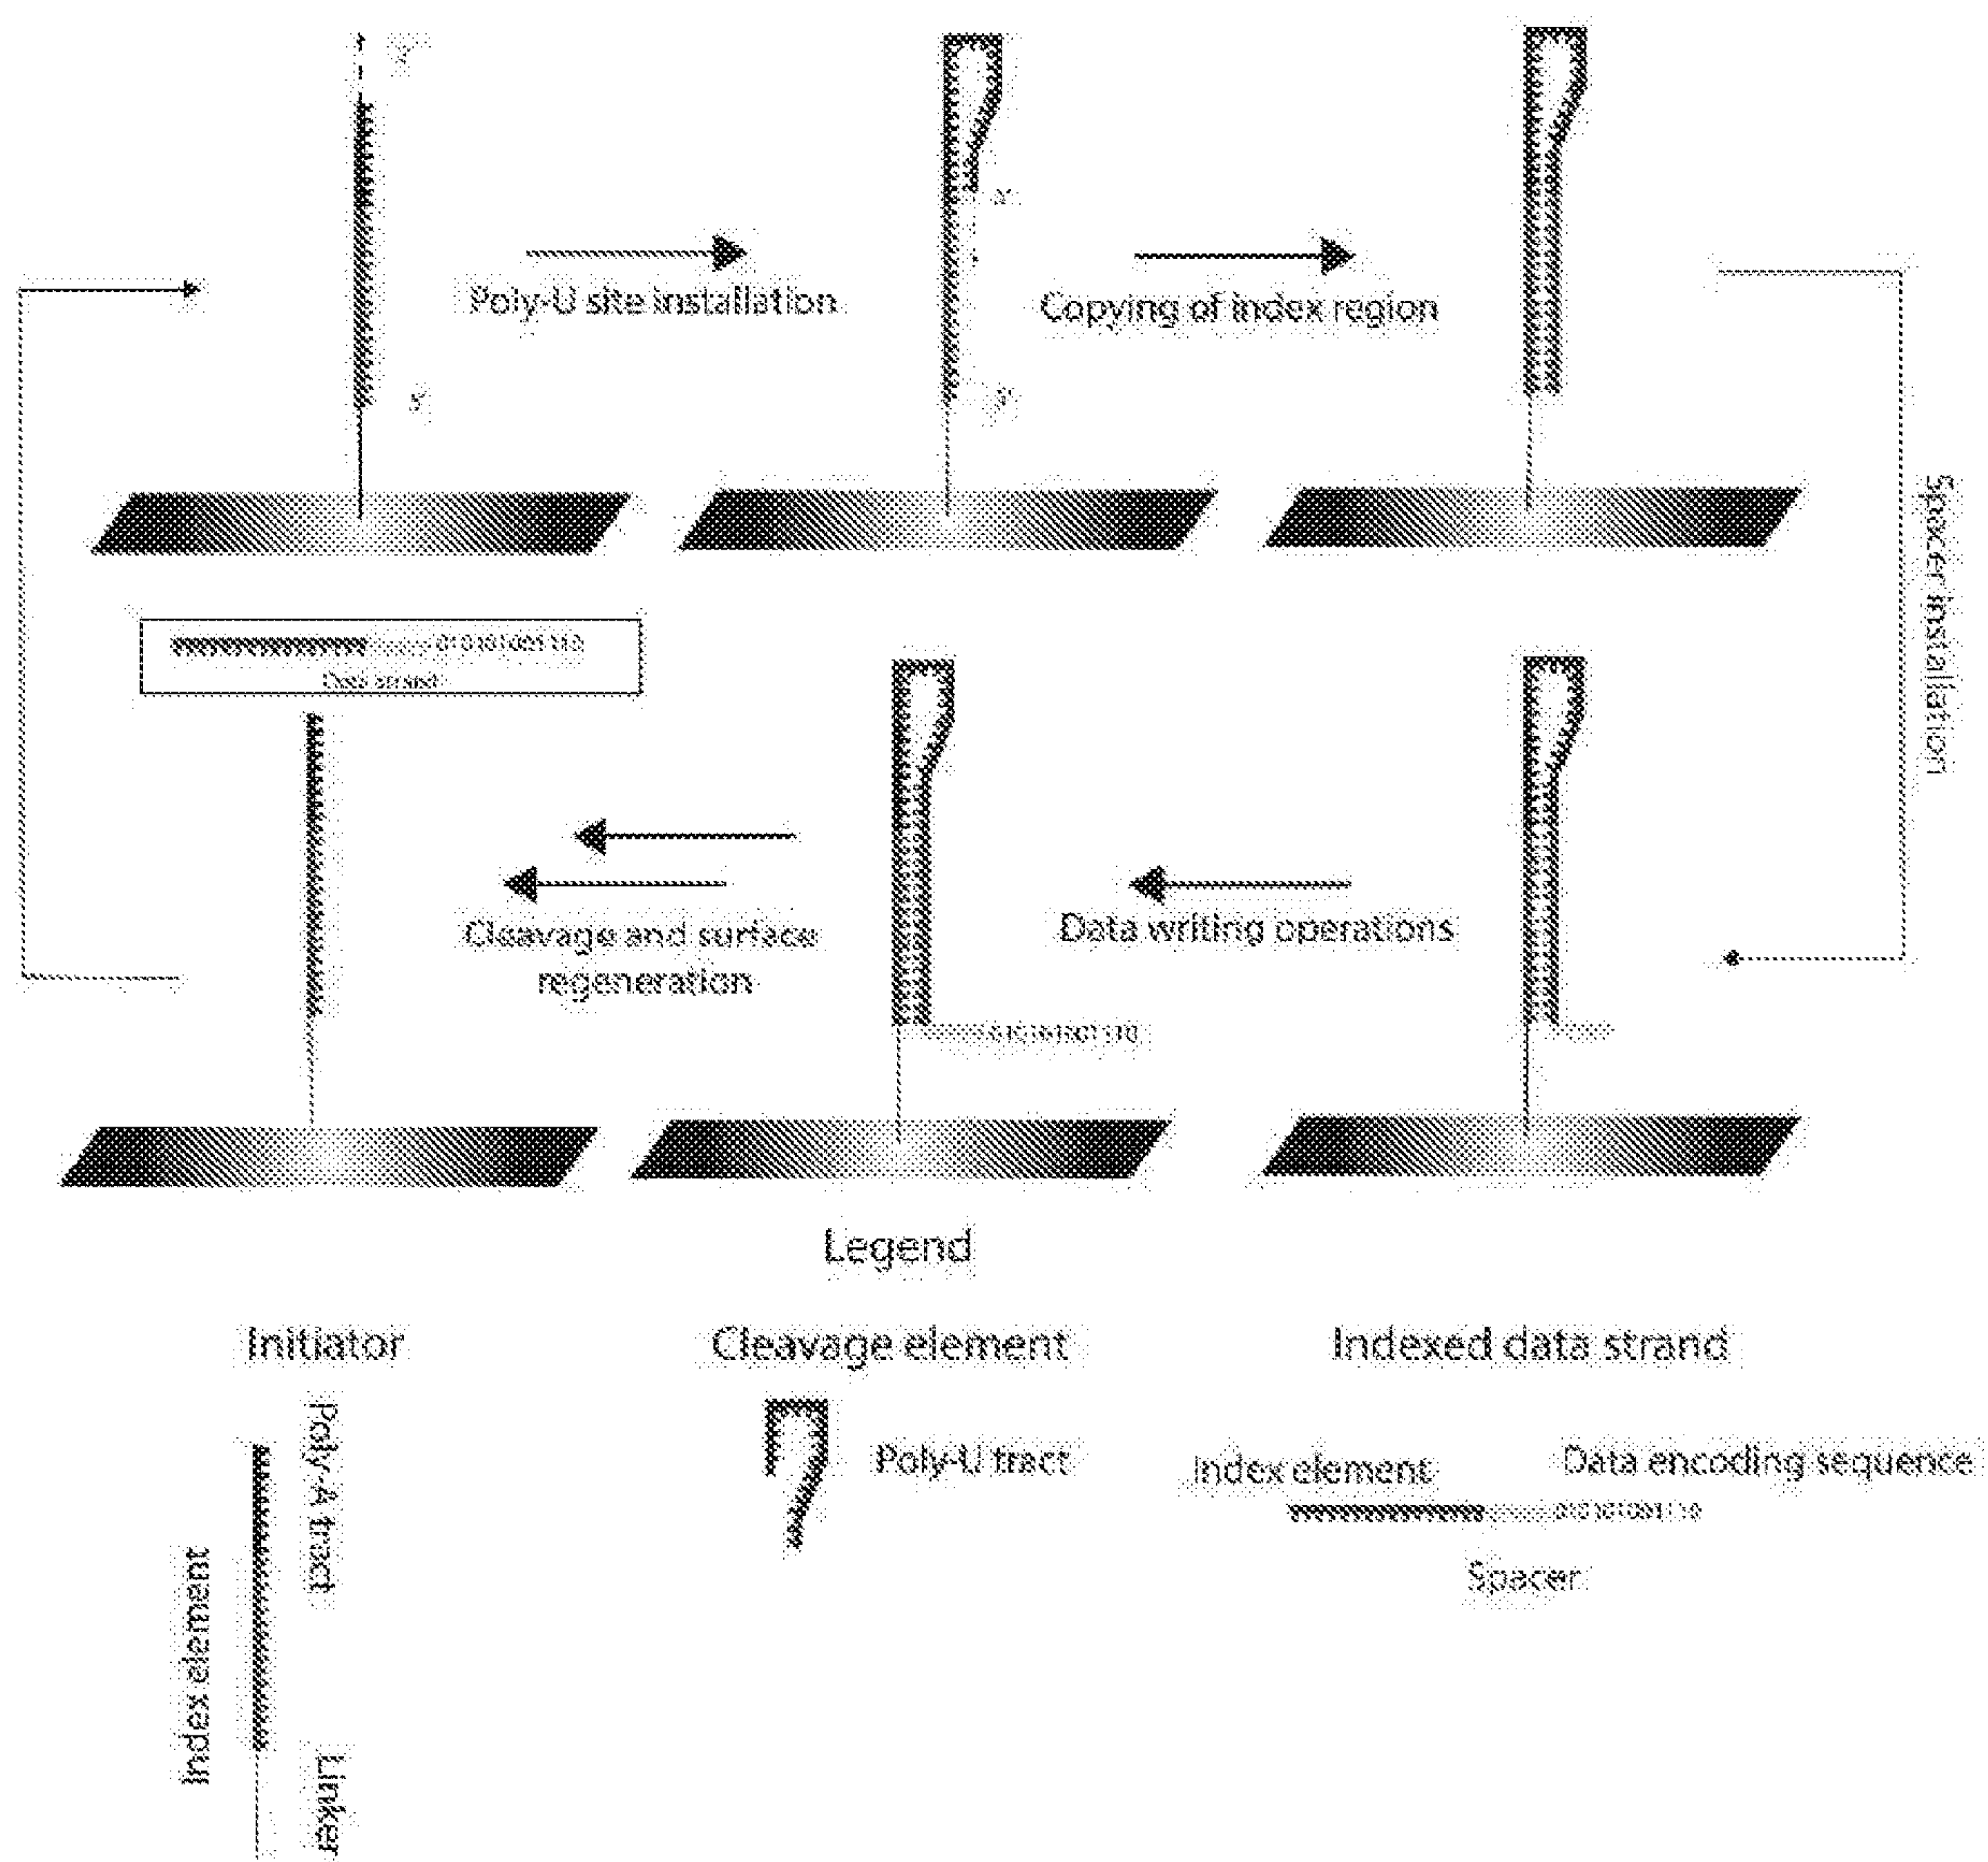 Poly-U site installation
Copying of index region
Spacer installation
Data strand
Cleavage and surface
regeneration
Data writing operations
Legend
Initiator
Cleavage element
Indexed data strand
Poly-A tract
Index element
Linker
Poly-U tract
Index element
Data encoding sequence
Spacer